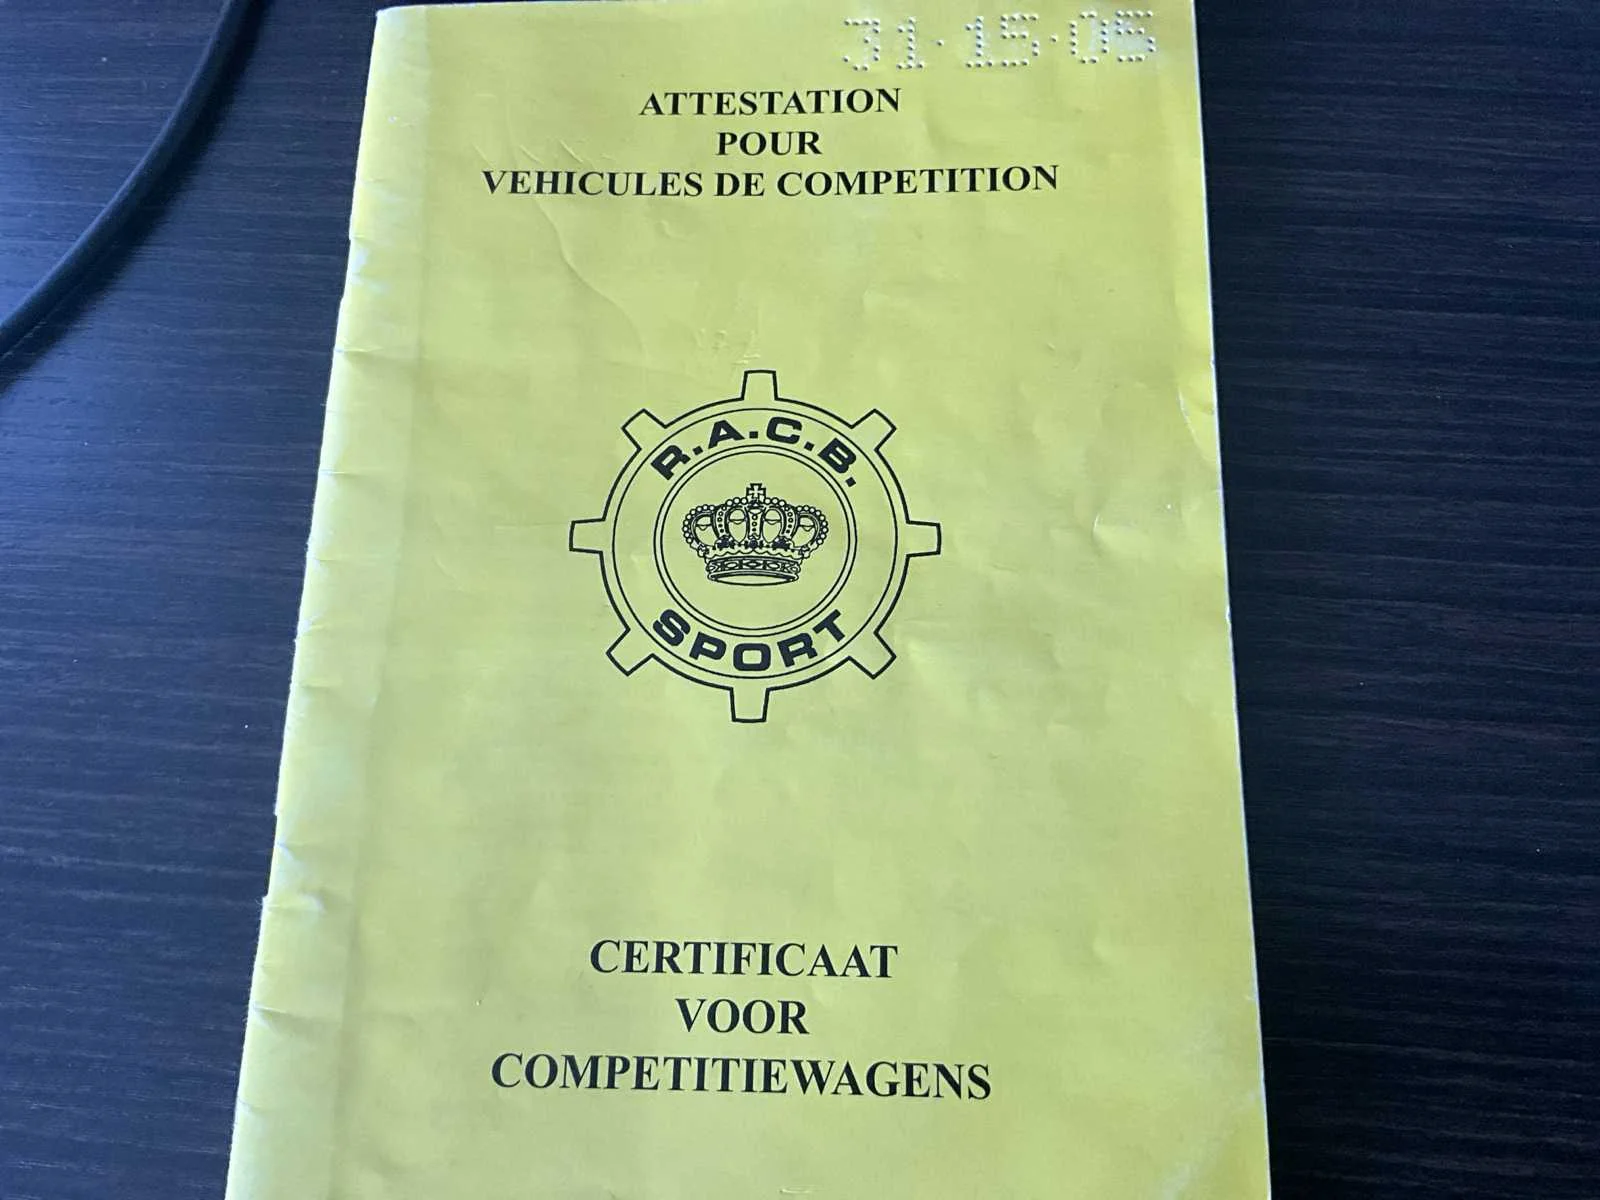 31·15·06
ATTESTATION
POUR
VEHICULES DE COMPETITION
R.A.C.B.
SPORT
CERTIFICAAT
VOOR
COMPETITIEWAGENS